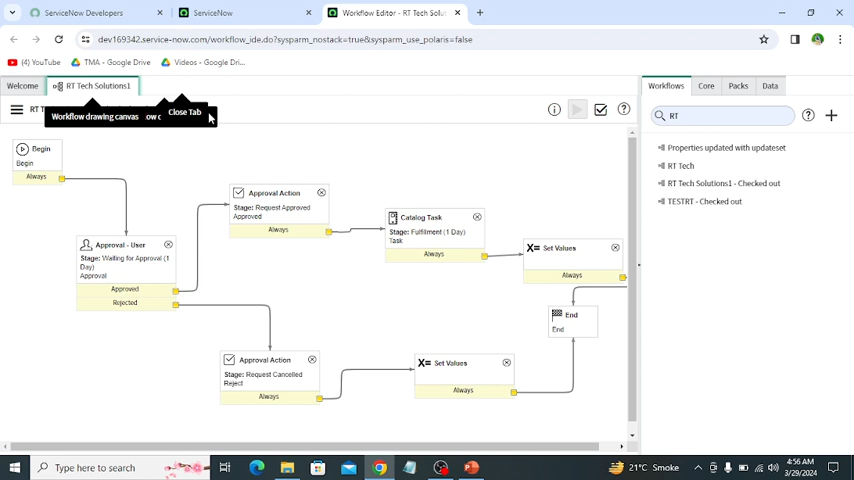 ServiceNow Developers
ServiceNow
Workflow Editor - RT Tech Solu
dev169342.service-now.com/workflow_ide.do?sysparm_nostack=true&sysparm_use_polaris=false
(4) YouTube
TMA - Google Drive
Videos - Google Dri...
Welcome
RT Tech Solutions1
Close Tab
Workflow drawing canvas
RT T
Workflows
Core
Packs
Data
RT
Properties updated with updateset
RT Tech
RT Tech Solutions1 - Checked out
TESTRT - Checked out
Begin
Begin
Always
Approval - User
Stage: Waiting for Approval (1
Day)
Approval
Approved
Rejected
Approval Action
Stage: Request Approved
Approved
Always
Catalog Task
Stage: Fulfillment (1 Day)
Task
Always
X= Set Values
Always
End
End
Approval Action
Stage: Request Cancelled
Reject
Always
X= Set Values
Always
Type here to search
21°C Smoke
4:56 AM
3/29/2024